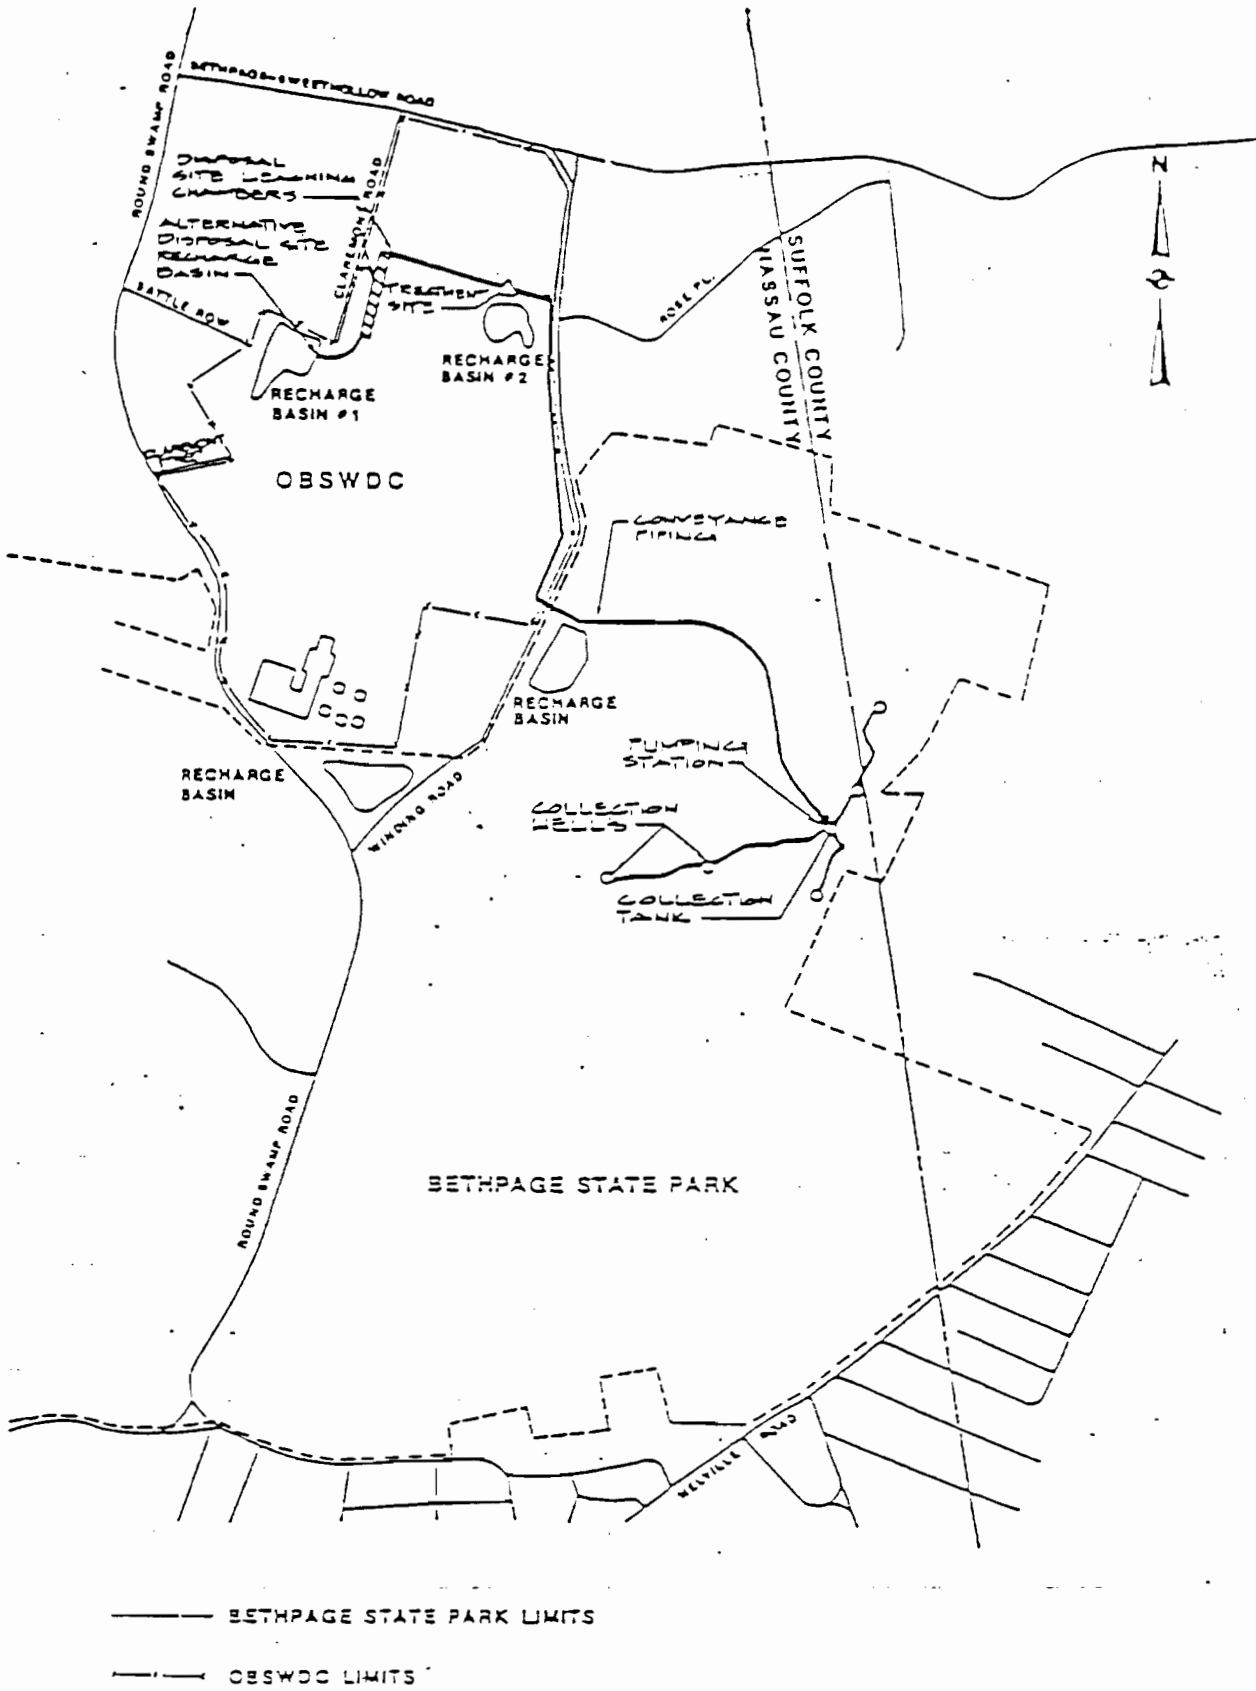 ROUND SWAMP ROAD
BETHPAGE-SWEETHOLLOW ROAD
DISPOSAL
SITE LEACHING
CHAMBERS
CLAREMONT ROAD
ALTERNATIVE
DISPOSAL SITE
RECHARGE
BASIN
BATTLE ROW
TREATMENT
SITE
RECHARGE
BASIN #2
RECHARGE
BASIN #1
ROSE PL.
SUFFOLK COUNTY
NASSAU COUNTY
N
OBSWDC
CONVEYANCE
PIPING
RECHARGE
BASIN
RECHARGE
BASIN
WINDING ROAD
PUMPING
STATION
COLLECTION
WELLS
COLLECTION
TANK
ROUND SWAMP ROAD
BETHPAGE STATE PARK
MELVILLE ROAD
BETHPAGE STATE PARK LIMITS
OBSWDC LIMITS